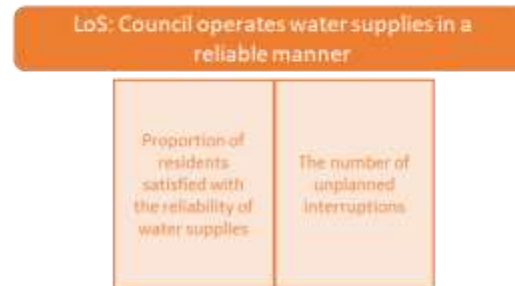 LoS: Council operates water supplies in a
reliable manner
Proportion of
residents
satisfied with
the reliability of
water supplies
The number of
unplanned
interruptions